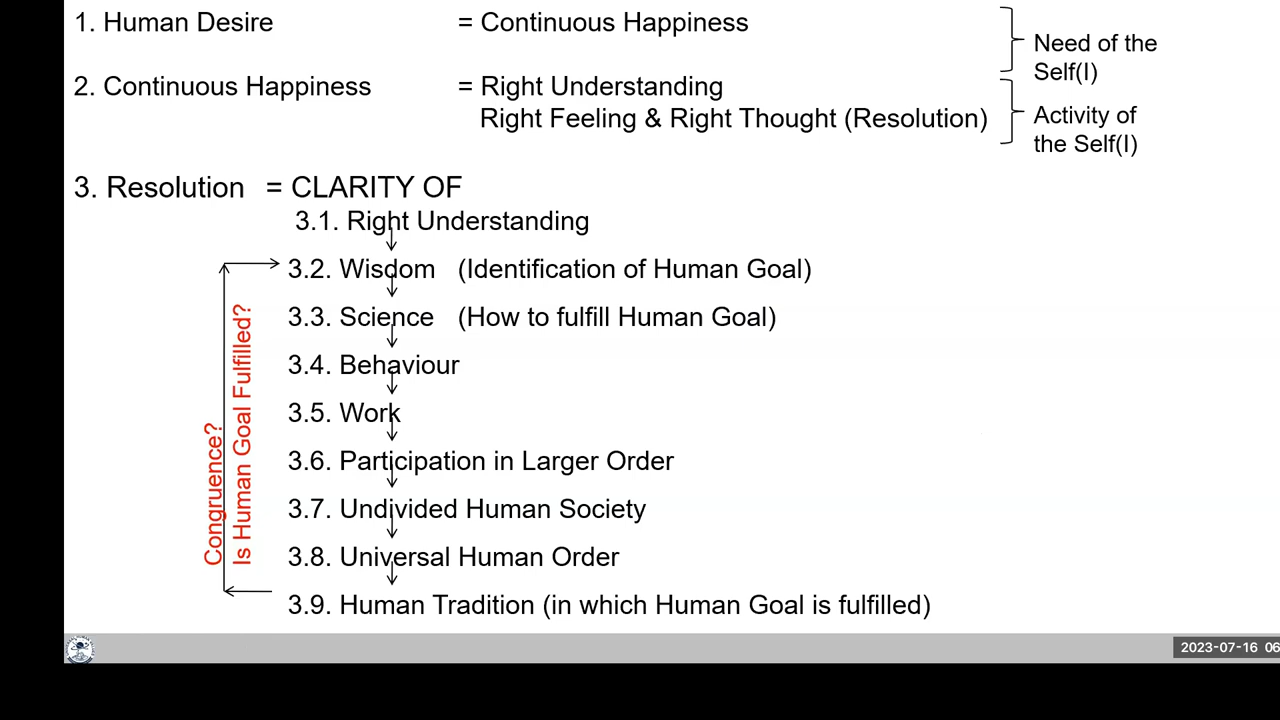 1. Human Desire = Continuous Happiness
Need of the
Self(I)
2. Continuous Happiness = Right Understanding
Right Feeling & Right Thought (Resolution)
Activity of
the Self(I)
3. Resolution = CLARITY OF
3.1. Right Understanding
3.2. Wisdom (Identification of Human Goal)
3.3. Science (How to fulfill Human Goal)
3.4. Behaviour
3.5. Work
3.6. Participation in Larger Order
3.7. Undivided Human Society
3.8. Universal Human Order
3.9. Human Tradition (in which Human Goal is fulfilled)
Congruence?
Is Human Goal Fulfilled?
2023-07-16 06